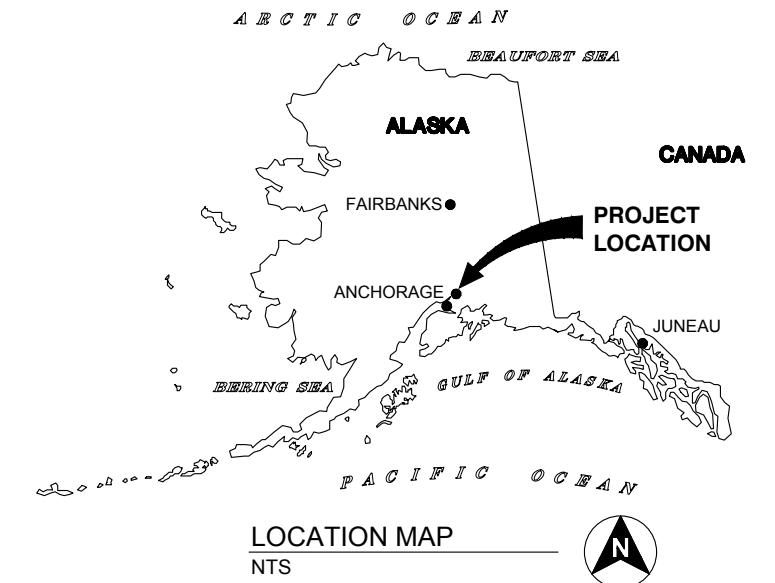 ARCTIC OCEAN
BEAUFORT SEA
ALASKA
CANADA
FAIRBANKS
PROJECT
LOCATION
ANCHORAGE
JUNEAU
BERING SEA
GULF OF ALASKA
PACIFIC OCEAN
LOCATION MAP
NTS
N